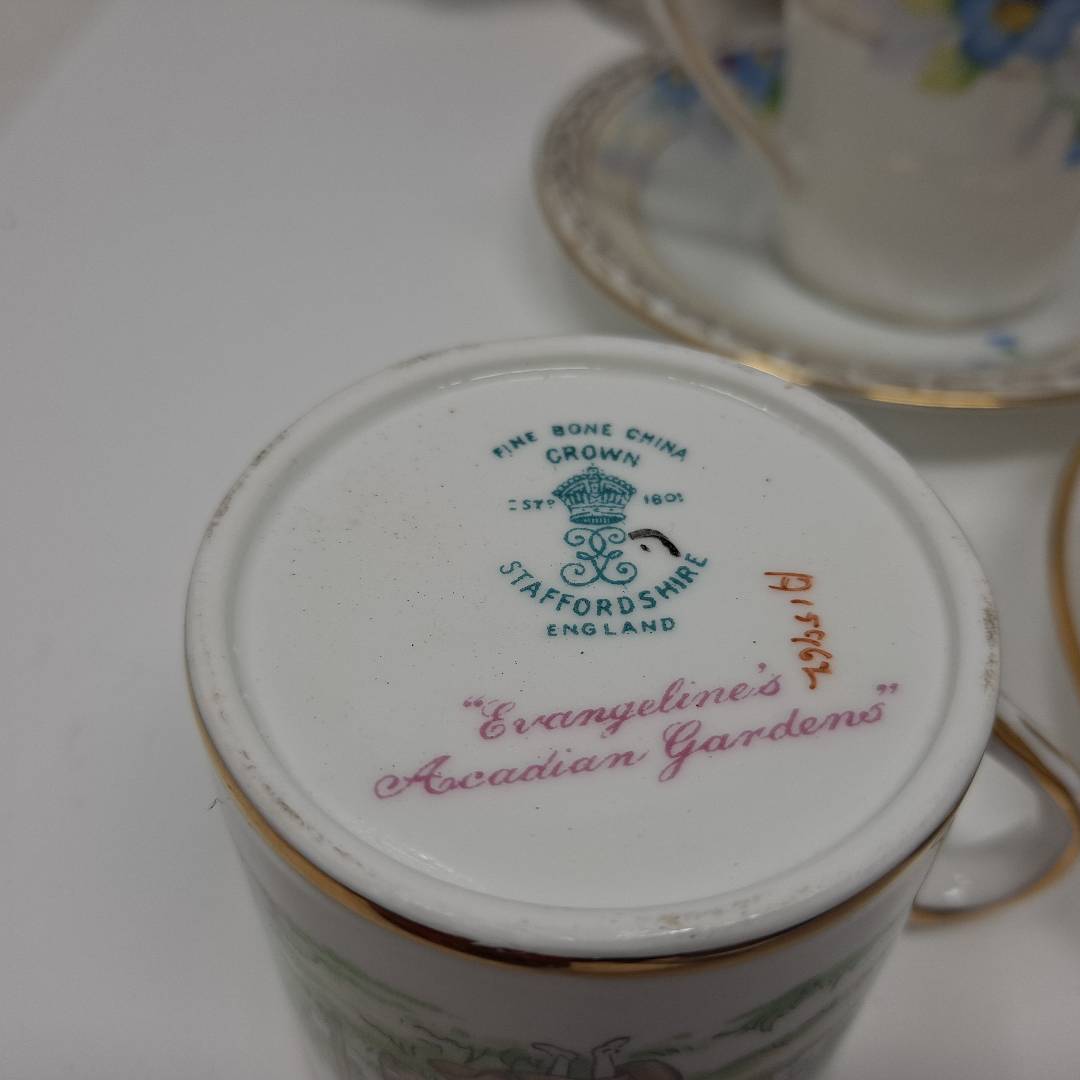 FINE BONE CHINA
CROWN
ESTD 1801
STAFFORDSHIRE
ENGLAND
"Evangeline's
Acadian Gardens"